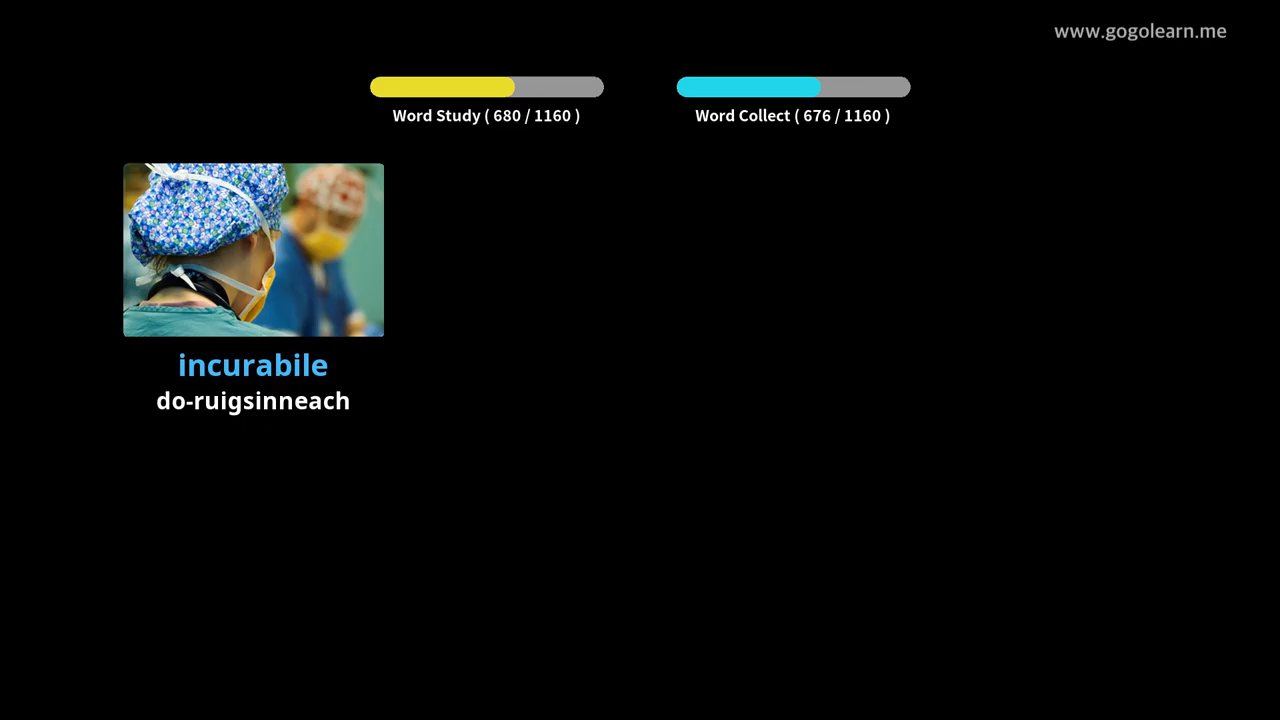 www.gogolearn.me
Word Study ( 680 / 1160 )
Word Collect ( 676 / 1160 )
incurabile
do-ruigsinneach